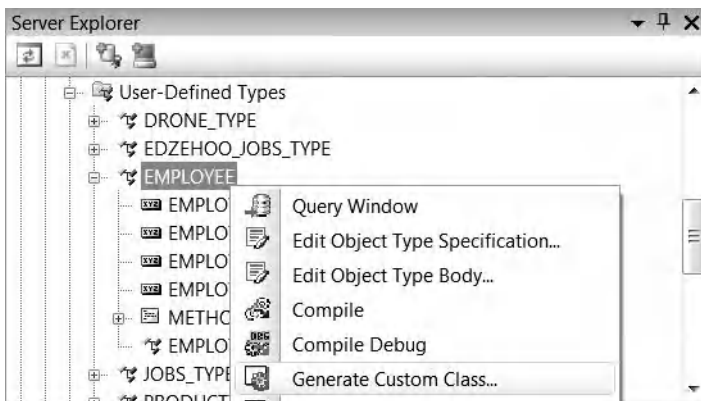 Server Explorer
User-Defined Types
DRONE_TYPE
EDZEHOO_JOBS_TYPE
EMPLOYEE
EMPLO
Query Window
EMPLO
Edit Object Type Specification...
EMPLO
Edit Object Type Body...
EMPLO
Compile
METHO
EMPLO
Compile Debug
JOBS_TYPE
Generate Custom Class...
PRODUCT